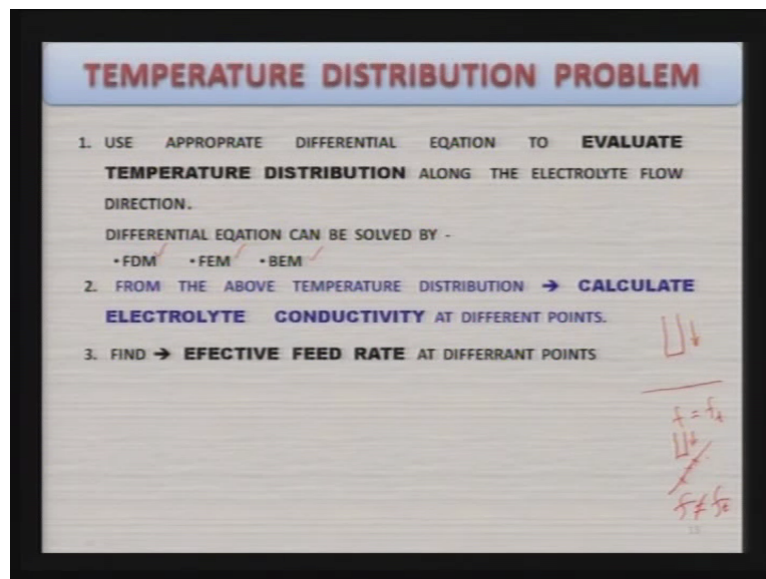 TEMPERATURE DISTRIBUTION PROBLEM
1. USE APPROPRATE DIFFERENTIAL EQATION TO EVALUATE
TEMPERATURE DISTRIBUTION ALONG THE ELECTROLYTE FLOW
DIRECTION.
DIFFERENTIAL EQATION CAN BE SOLVED BY -
•FDM •FEM •BEM
2. FROM THE ABOVE TEMPERATURE DISTRIBUTION → CALCULATE
ELECTROLYTE CONDUCTIVITY AT DIFFERENT POINTS.
3. FIND → EFECTIVE FEED RATE AT DIFFERRANT POINTS
f = ft
f ≠ ft